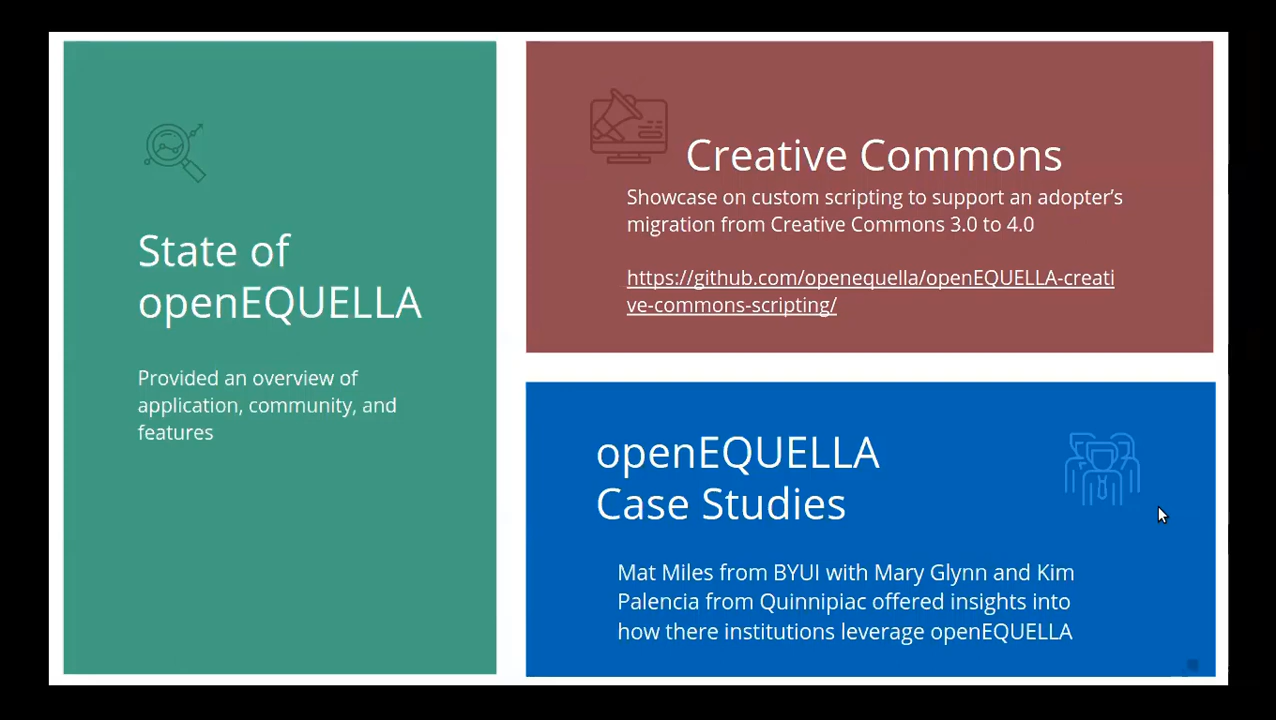 State of
openEQUELLA
Provided an overview of
application, community, and
features
Creative Commons
Showcase on custom scripting to support an adopter’s
migration from Creative Commons 3.0 to 4.0
https://github.com/openequella/openEQUELLA-creati
ve-commons-scripting/
openEQUELLA
Case Studies
Mat Miles from BYUI with Mary Glynn and Kim
Palencia from Quinnipiac offered insights into
how there institutions leverage openEQUELLA